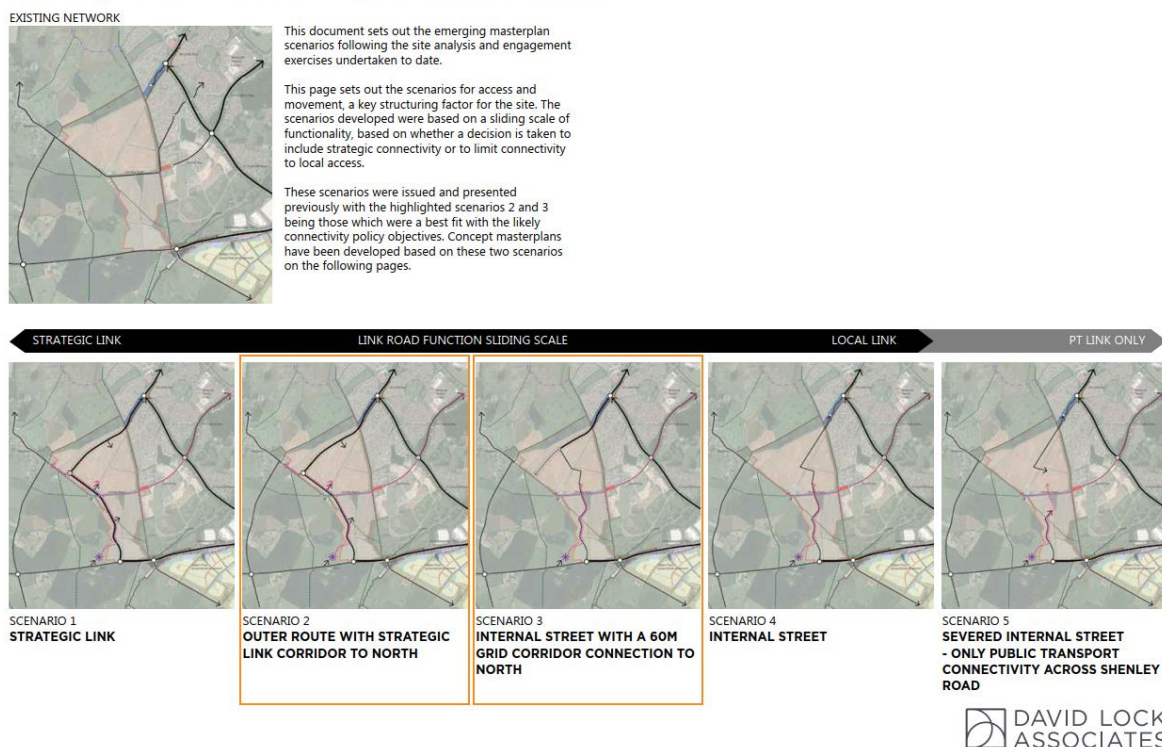 EXISTING NETWORK
This document sets out the emerging masterplan
scenarios following the site analysis and engagement
exercises undertaken to date.
This page sets out the scenarios for access and
movement, a key structuring factor for the site. The
scenarios developed were based on a sliding scale of
functionality, based on whether a decision is taken to
include strategic connectivity or to limit connectivity
to local access.
These scenarios were issued and presented
previously with the highlighted scenarios 2 and 3
being those which were a best fit with the likely
connectivity policy objectives. Concept masterplans
have been developed based on these two scenarios
on the following pages.
STRATEGIC LINK
LINK ROAD FUNCTION SLIDING SCALE
LOCAL LINK
PT LINK ONLY
SCENARIO 1
STRATEGIC LINK
SCENARIO 2
OUTER ROUTE WITH STRATEGIC
LINK CORRIDOR TO NORTH
SCENARIO 3
INTERNAL STREET WITH A 60M
GRID CORRIDOR CONNECTION TO
NORTH
SCENARIO 4
INTERNAL STREET
SCENARIO 5
SEVERED INTERNAL STREET
- ONLY PUBLIC TRANSPORT
CONNECTIVITY ACROSS SHENLEY
ROAD
DAVID LOCK
ASSOCIATES